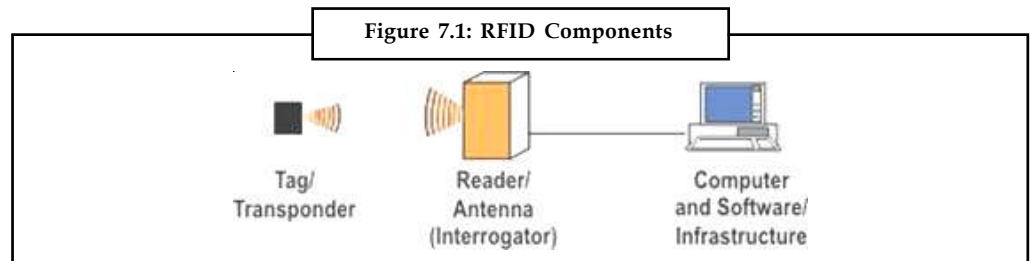 Figure 7.1: RFID Components
Tag/
Transponder
Reader/
Antenna
(Interrogator)
Computer
and Software/
Infrastructure